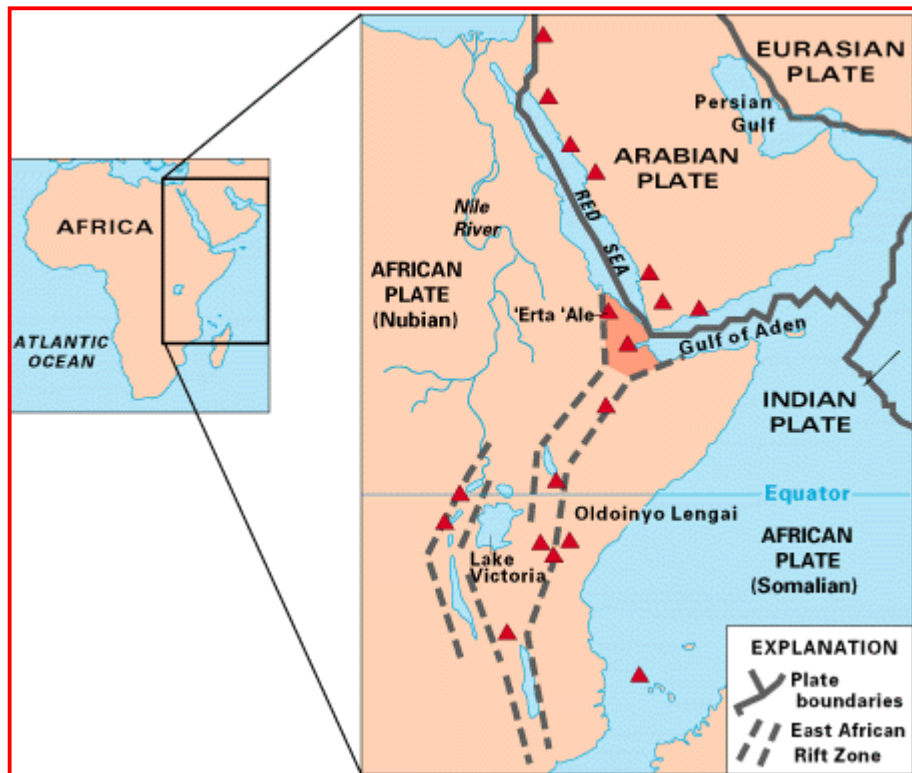 AFRICA
ATLANTIC
OCEAN
EURASIAN
PLATE
Persian
Gulf
ARABIAN
PLATE
RED
SEA
Nile
River
AFRICAN
PLATE
(Nubian)
'Erta 'Ale
Gulf of Aden
INDIAN
PLATE
Equator
Oldoinyo Lengai
AFRICAN
PLATE
(Somalian)
Lake
Victoria
EXPLANATION
Plate
boundaries
East African
Rift Zone